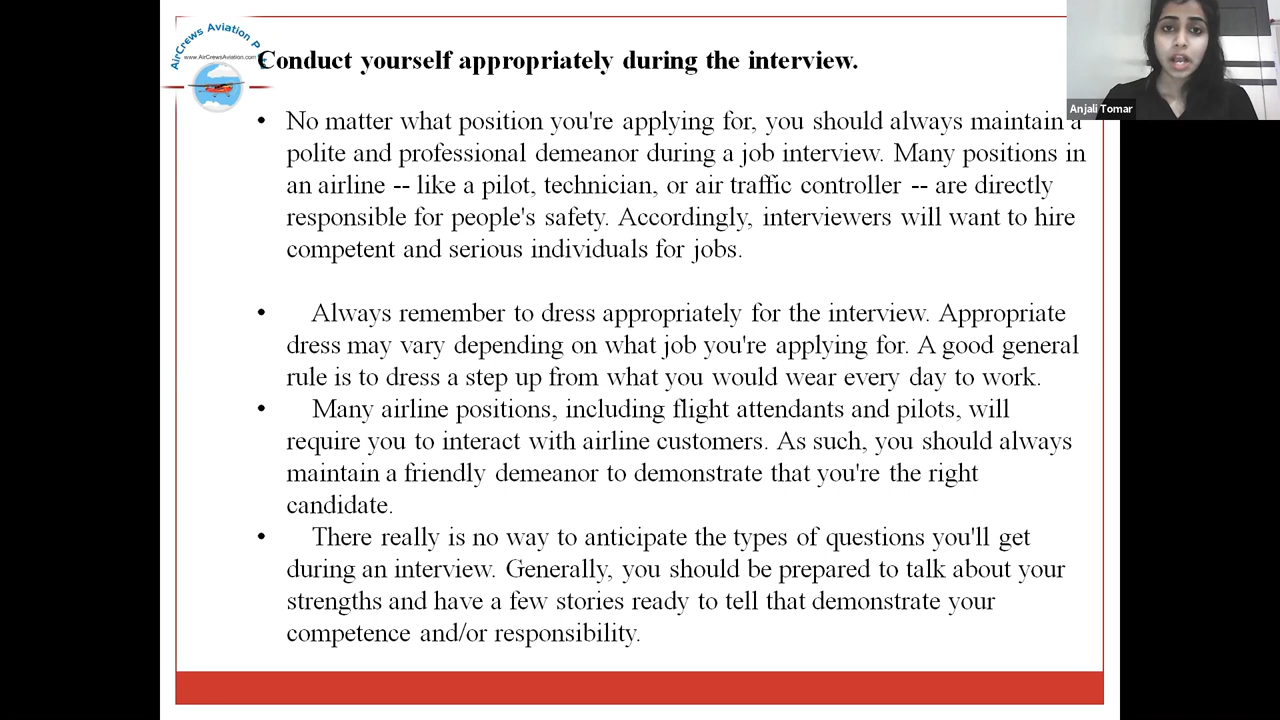 AirCrews Aviation P
www.AirCrewsAviation.com
Conduct yourself appropriately during the interview.
Anjali Tomar
• No matter what position you're applying for, you should always maintain a
polite and professional demeanor during a job interview. Many positions in
an airline -- like a pilot, technician, or air traffic controller -- are directly
responsible for people's safety. Accordingly, interviewers will want to hire
competent and serious individuals for jobs.
• Always remember to dress appropriately for the interview. Appropriate
dress may vary depending on what job you're applying for. A good general
rule is to dress a step up from what you would wear every day to work.
• Many airline positions, including flight attendants and pilots, will
require you to interact with airline customers. As such, you should always
maintain a friendly demeanor to demonstrate that you're the right
candidate.
• There really is no way to anticipate the types of questions you'll get
during an interview. Generally, you should be prepared to talk about your
strengths and have a few stories ready to tell that demonstrate your
competence and/or responsibility.